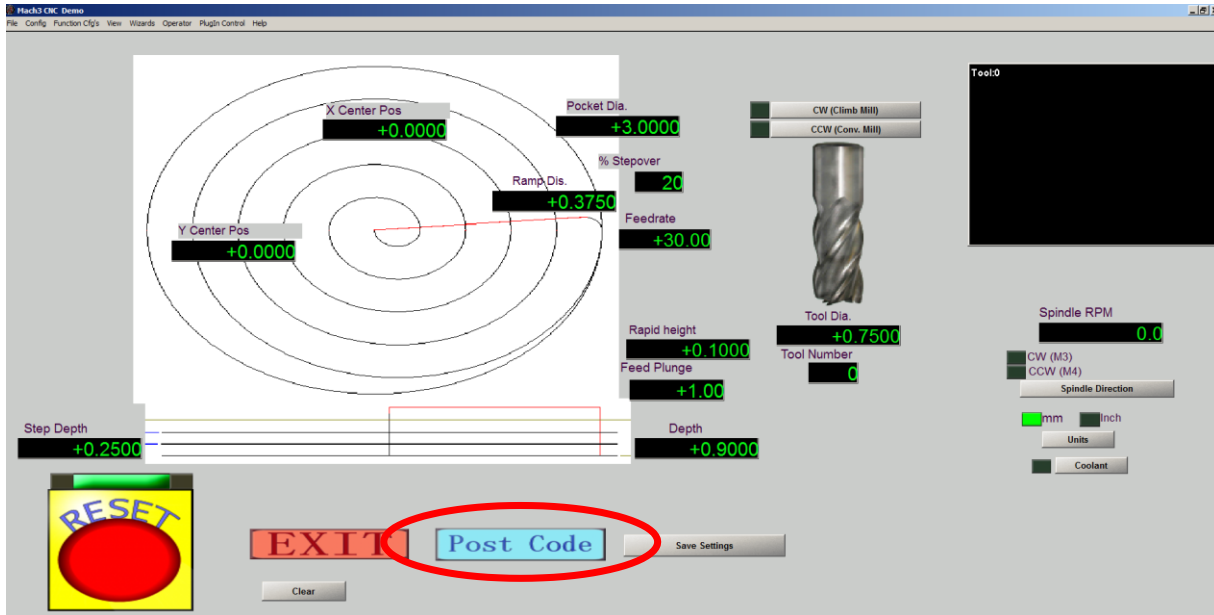 Mach3 CNC Demo
File Config Function Cfg's View Wizards Operator PlugIn Control Help
Tool:0
X Center Pos
+0.0000
Pocket Dia.
+3.0000
CW (Climb Mill)
CCW (Conv. Mill)
% Stepover
20
Ramp Dis.
+0.3750
Feedrate
+30.00
Y Center Pos
+0.0000
Rapid height
+0.1000
Feed Plunge
+1.00
Tool Dia.
+0.7500
Tool Number
0
Spindle RPM
0.0
CW (M3)
CCW (M4)
Spindle Direction
mm Inch
Units
Coolant
Step Depth
+0.2500
Depth
+0.9000
RESET
EXIT
Post Code
Save Settings
Clear